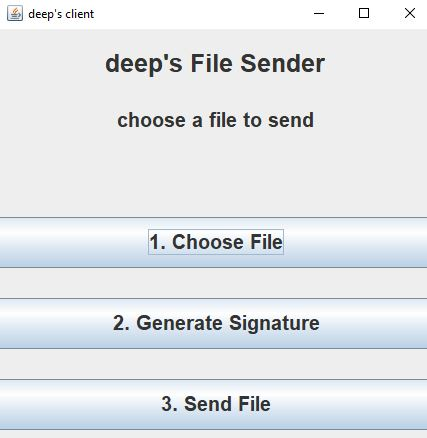 deep's client
deep's File Sender
choose a file to send
1. Choose File
2. Generate Signature
3. Send File